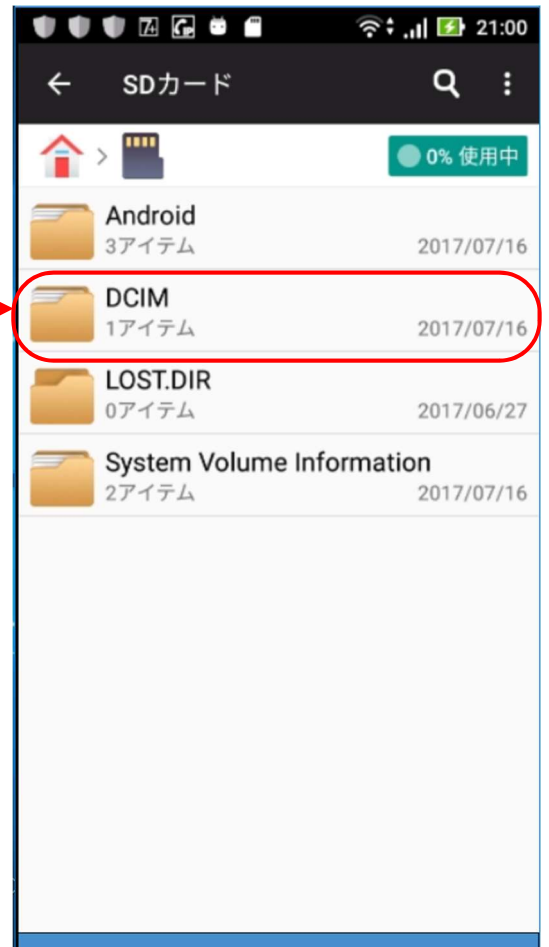 21:00
SDカード
0% 使用中
Android
3アイテム 2017/07/16
DCIM
1アイテム 2017/07/16
LOST.DIR
0アイテム 2017/06/27
System Volume Information
2アイテム 2017/07/16